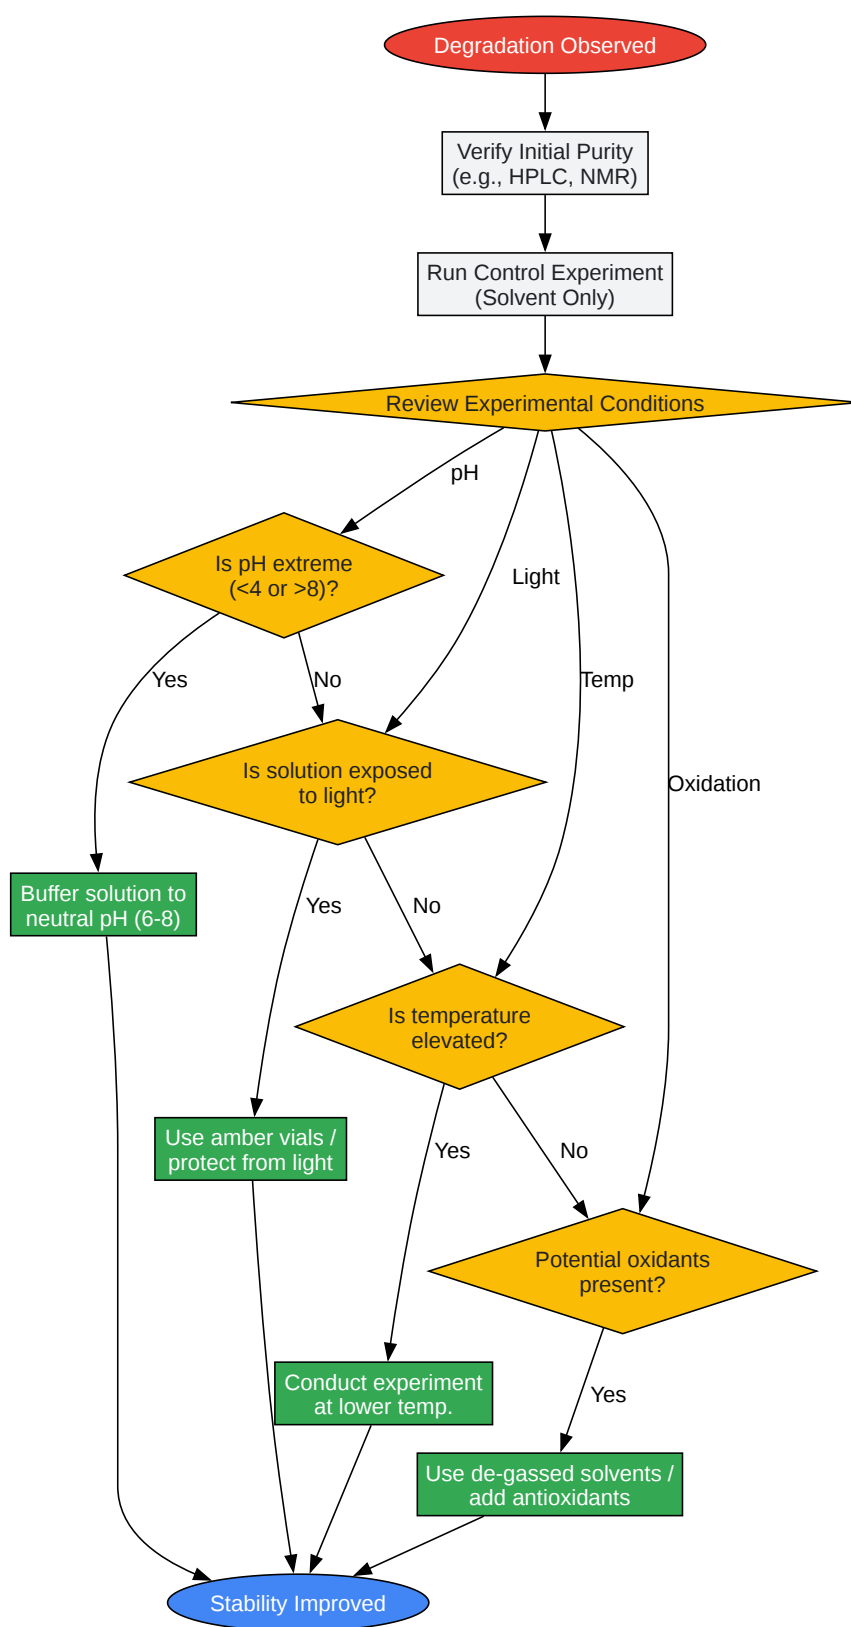 Degradation Observed
Verify Initial Purity
(e.g., HPLC, NMR)
Run Control Experiment
(Solvent Only)
Review Experimental Conditions
pH
Is pH extreme
(<4 or >8)?
Light
Yes
No
Temp
Is solution exposed
to light?
Oxidation
Buffer solution to
neutral pH (6-8)
Yes
No
Is temperature
elevated?
Use amber vials /
protect from light
Yes
No
Potential oxidants
present?
Conduct experiment
at lower temp.
Yes
Use de-gassed solvents /
add antioxidants
Stability Improved